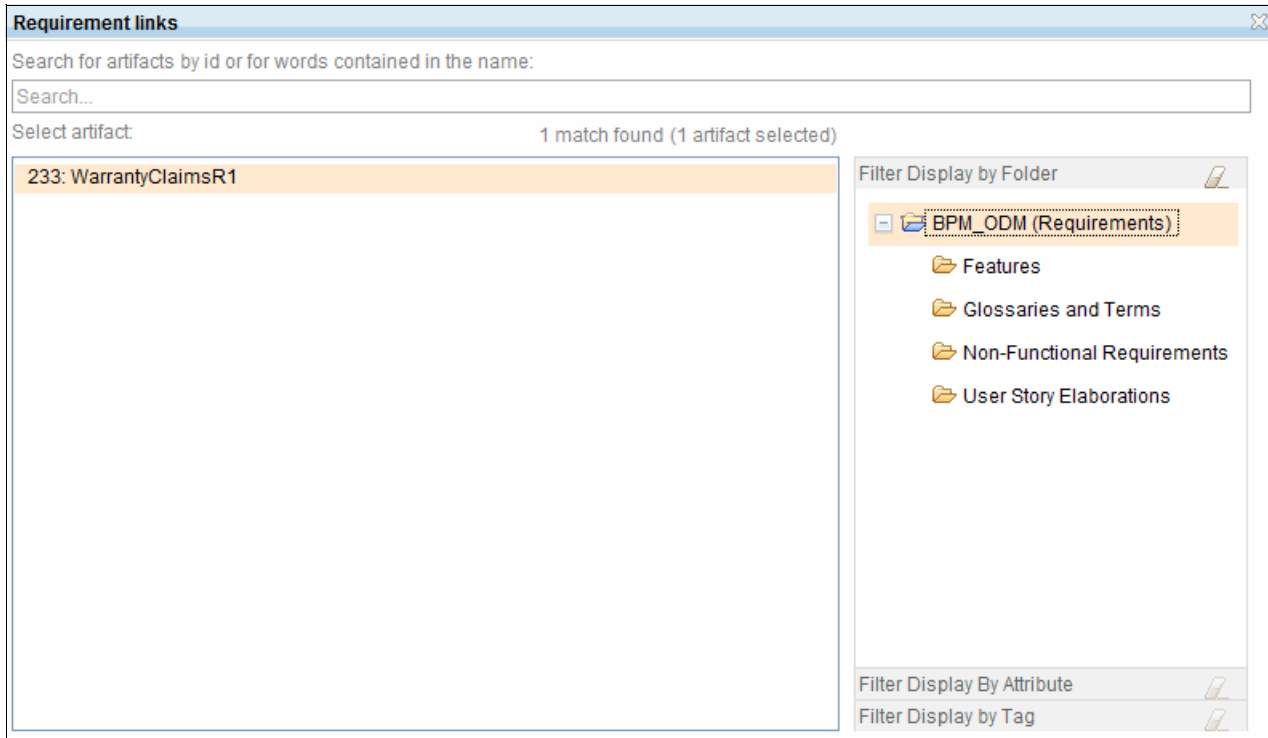 Requirement links
Search for artifacts by id or for words contained in the name:
Search...
Select artifact:
1 match found (1 artifact selected)
233: WarrantyClaimsR1
Filter Display by Folder
BPM_ODM (Requirements)
Features
Glossaries and Terms
Non-Functional Requirements
User Story Elaborations
Filter Display By Attribute
Filter Display by Tag